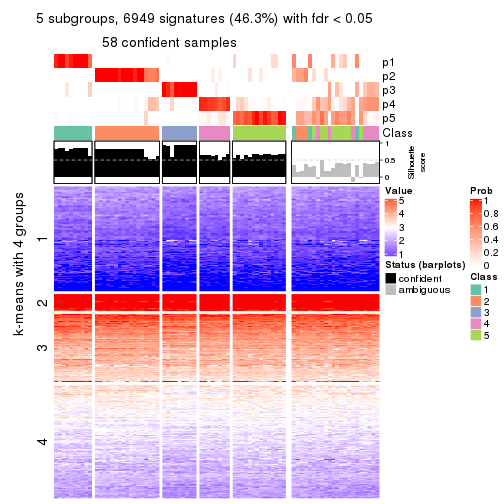 5 subgroups, 6949 signatures (46.3%) with fdr < 0.05
58 confident samples
p1
p2
p3
p4
p5
Class
1
0.5
0
Silhouette
score
k-means with 4 groups
1
2
3
4
Value
5
4
3
2
1
Status (barplots)
confident
ambiguous
Prob
1
0.8
0.6
0.4
0.2
0
Class
1
2
3
4
5